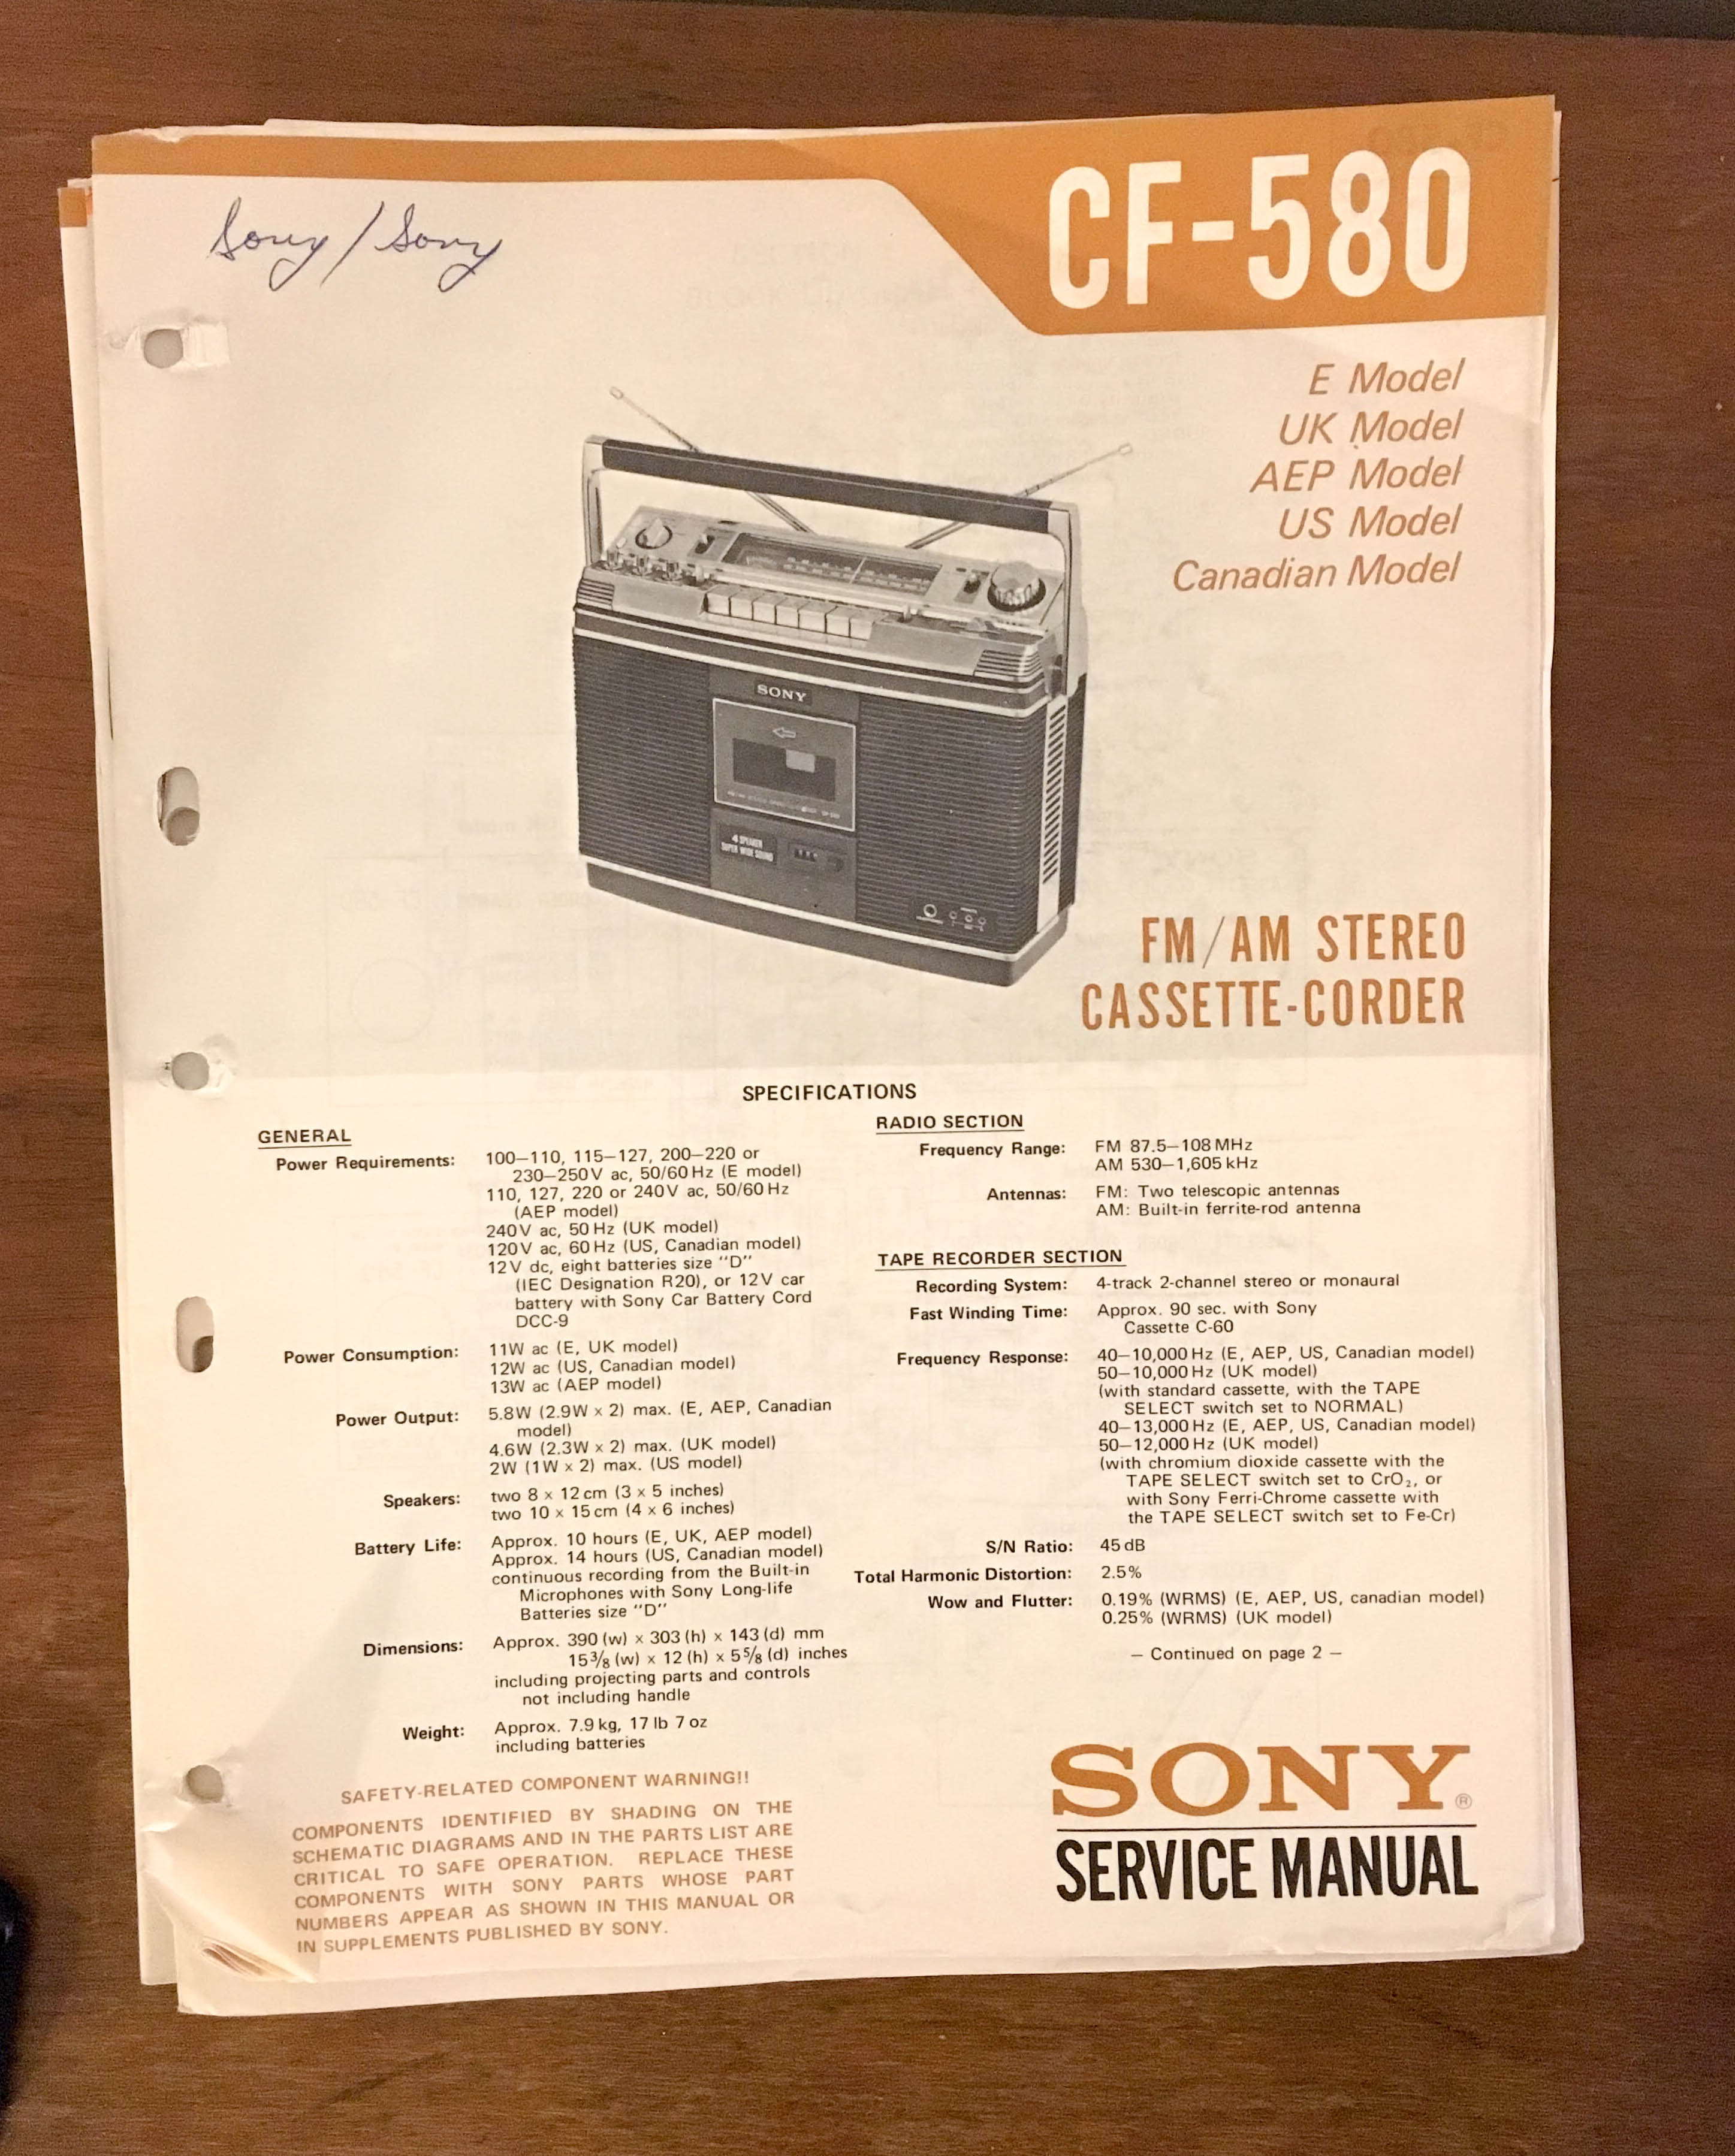 CF-580
Sony / Sony
E Model
UK Model
AEP Model
US Model
Canadian Model
SONY
4 SPEAKER
SUPER WIDE SOUND
FM/AM STEREO
CASSETTE-CORDER
SPECIFICATIONS
GENERAL
Power Requirements: 100–110, 115–127, 200–220 or
230–250V ac, 50/60 Hz (E model)
110, 127, 220 or 240V ac, 50/60 Hz
(AEP model)
240V ac, 50 Hz (UK model)
120V ac, 60 Hz (US, Canadian model)
12V dc, eight batteries size "D"
(IEC Designation R20), or 12V car
battery with Sony Car Battery Cord
DCC-9
Power Consumption: 11W ac (E, UK model)
12W ac (US, Canadian model)
13W ac (AEP model)
Power Output: 5.8W (2.9W × 2) max. (E, AEP, Canadian
model)
4.6W (2.3W × 2) max. (UK model)
2W (1W × 2) max. (US model)
Speakers: two 8 × 12 cm (3 × 5 inches)
two 10 × 15 cm (4 × 6 inches)
Battery Life: Approx. 10 hours (E, UK, AEP model)
Approx. 14 hours (US, Canadian model)
continuous recording from the Built-in
Microphones with Sony Long-life
Batteries size "D"
Dimensions: Approx. 390 (w) × 303 (h) × 143 (d) mm
15 3/8 (w) × 12 (h) × 5 5/8 (d) inches
including projecting parts and controls
not including handle
Weight: Approx. 7.9 kg, 17 lb 7 oz
including batteries
SAFETY-RELATED COMPONENT WARNING!!
COMPONENTS IDENTIFIED BY SHADING ON THE
SCHEMATIC DIAGRAMS AND IN THE PARTS LIST ARE
CRITICAL TO SAFE OPERATION. REPLACE THESE
COMPONENTS WITH SONY PARTS WHOSE PART
NUMBERS APPEAR AS SHOWN IN THIS MANUAL OR
IN SUPPLEMENTS PUBLISHED BY SONY.
RADIO SECTION
Frequency Range: FM 87.5–108 MHz
AM 530–1,605 kHz
Antennas: FM: Two telescopic antennas
AM: Built-in ferrite-rod antenna
TAPE RECORDER SECTION
Recording System: 4-track 2-channel stereo or monaural
Fast Winding Time: Approx. 90 sec. with Sony
Cassette C-60
Frequency Response: 40–10,000 Hz (E, AEP, US, Canadian model)
50–10,000 Hz (UK model)
(with standard cassette, with the TAPE
SELECT switch set to NORMAL)
40–13,000 Hz (E, AEP, US, Canadian model)
50–12,000 Hz (UK model)
(with chromium dioxide cassette with the
TAPE SELECT switch set to CrO₂, or
with Sony Ferri-Chrome cassette with
the TAPE SELECT switch set to Fe-Cr)
S/N Ratio: 45 dB
Total Harmonic Distortion: 2.5%
Wow and Flutter: 0.19% (WRMS) (E, AEP, US, canadian model)
0.25% (WRMS) (UK model)
— Continued on page 2 —
SONY®
SERVICE MANUAL